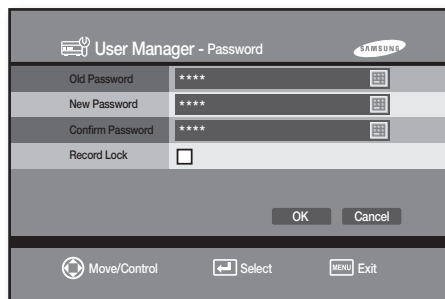 User Manager - Password
SAMSUNG
Old Password ****
New Password ****
Confirm Password ****
Record Lock
OK Cancel
Move/Control Select MENU Exit